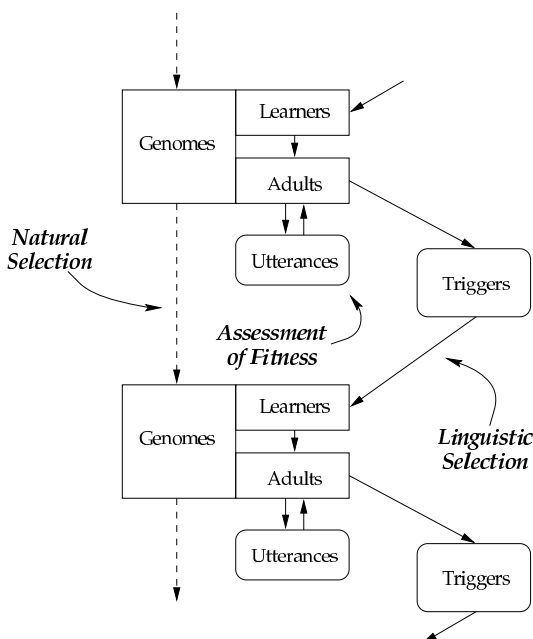 Learners
Genomes
Adults
Natural
Selection
Utterances
Triggers
Assessment
of Fitness
Learners
Genomes
Linguistic
Selection
Adults
Utterances
Triggers